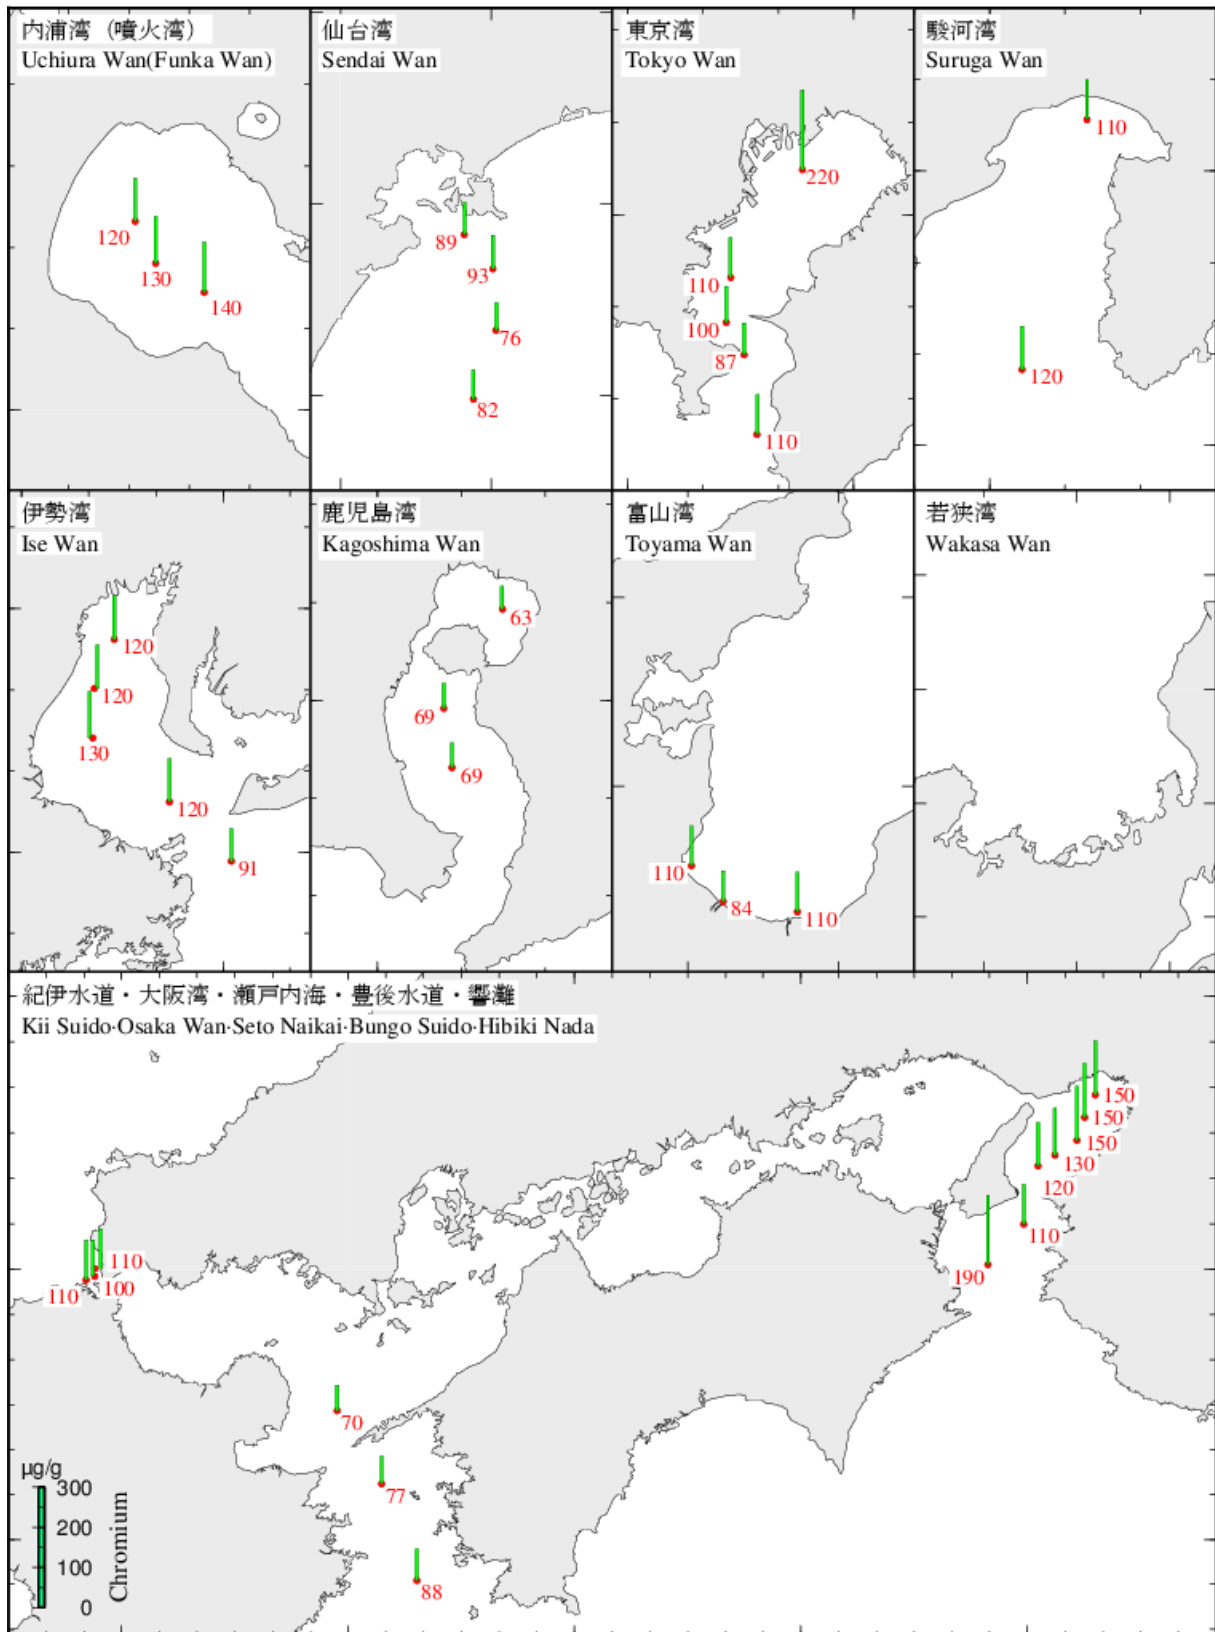 内浦湾（噴火湾）
Uchiura Wan(Funka Wan)
120
130
140
仙台湾
Sendai Wan
89
93
76
82
東京湾
Tokyo Wan
220
110
100
87
110
駿河湾
Suruga Wan
110
120
伊勢湾
Ise Wan
120
120
130
120
91
鹿児島湾
Kagoshima Wan
63
69
69
富山湾
Toyama Wan
110
84
110
若狭湾
Wakasa Wan
紀伊水道・大阪湾・瀬戸内海・豊後水道・響灘
Kii Suido·Osaka Wan·Seto Naikai·Bungo Suido·Hibiki Nada
150
150
150
130
120
110
190
110
100
110
70
77
88
µg/g
300
200
100
0
Chromium